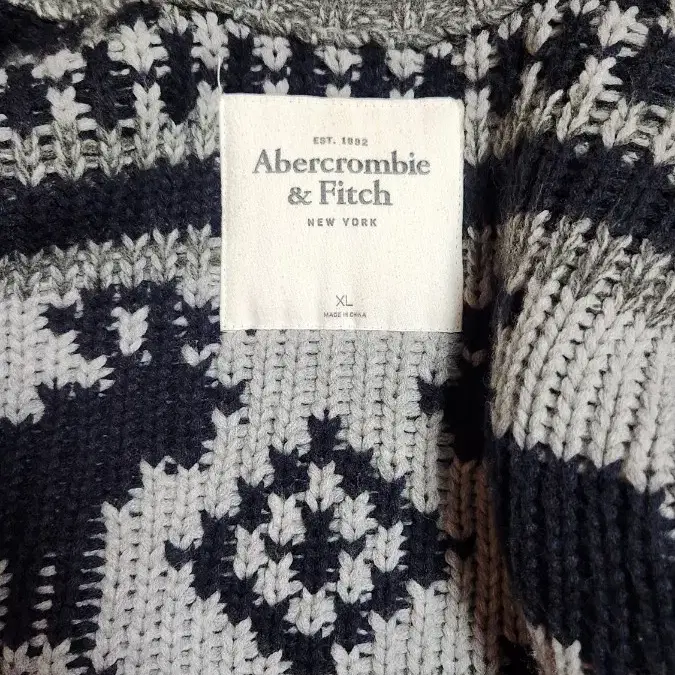 EST. 1892
Abercrombie
& Fitch
NEW YORK
XL
MADE IN CHINA